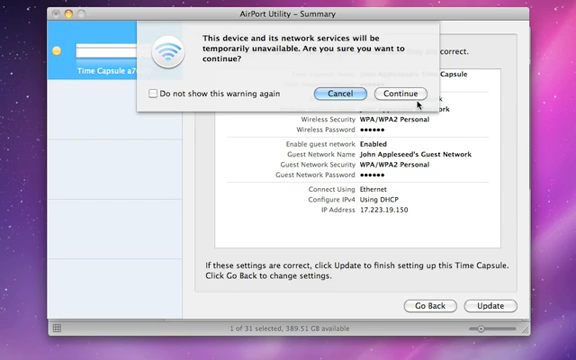 AirPort Utility – Summary
This device and its network services will be
temporarily unavailable. Are you sure you want to
continue?
Do not show this warning again
Cancel
Continue
correct.
Time Capsule
Time Capsule a7
Wireless Security WPA/WPA2 Personal
Wireless Password ••••••
Enable guest network Enabled
Guest Network Name John Appleseed's Guest Network
Guest Network Security WPA/WPA2 Personal
Guest Network Password ••••••
Connect Using Ethernet
Configure IPv4 Using DHCP
IP Address 17.223.19.150
If these settings are correct, click Update to finish setting up this Time Capsule.
Click Go Back to change settings.
Go Back
Update
1 of 31 selected, 389.51 GB available